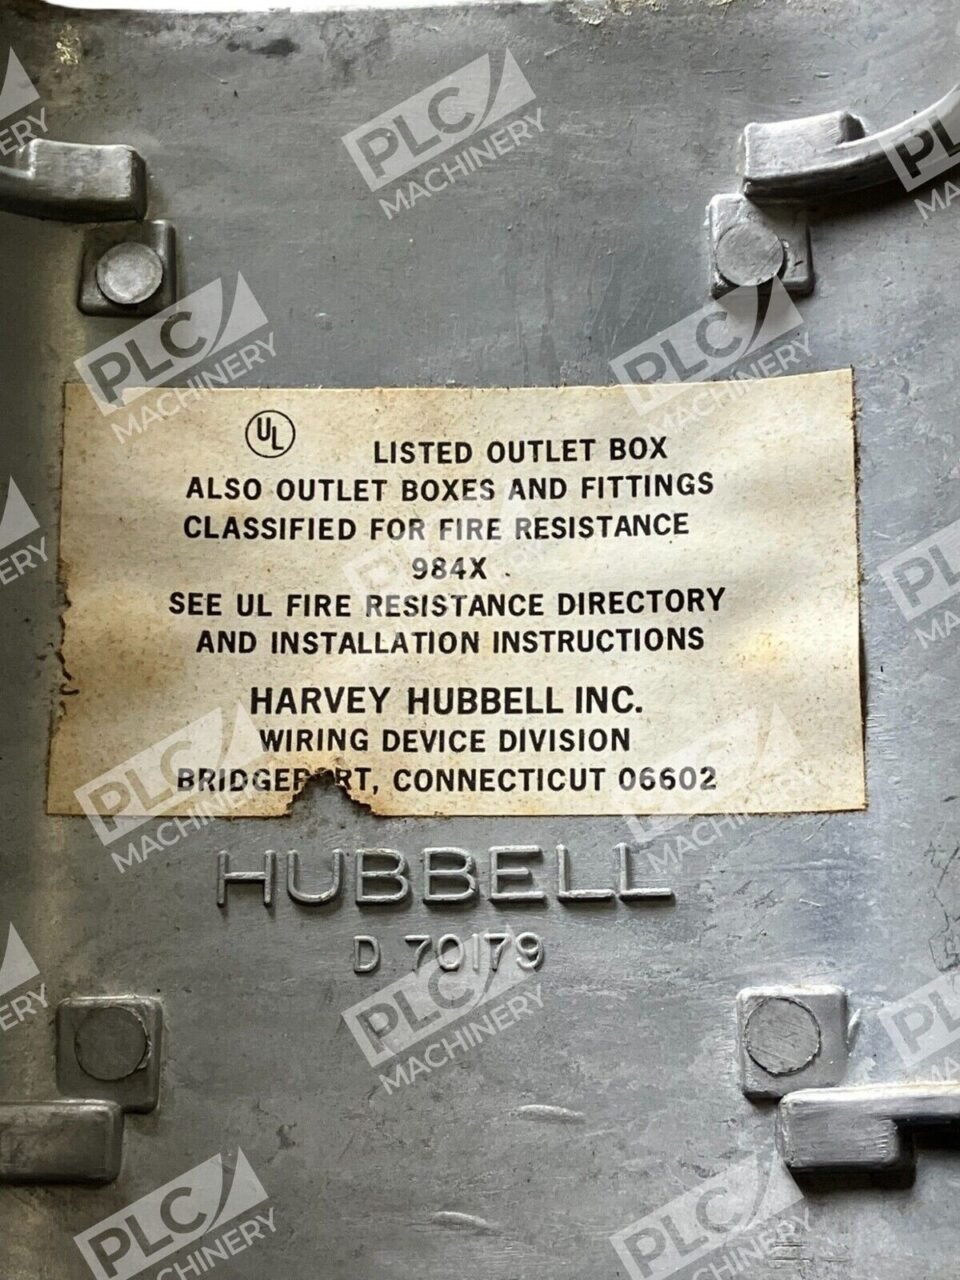 UL LISTED OUTLET BOX
ALSO OUTLET BOXES AND FITTINGS
CLASSIFIED FOR FIRE RESISTANCE
984X
SEE UL FIRE RESISTANCE DIRECTORY
AND INSTALLATION INSTRUCTIONS
HARVEY HUBBELL INC.
WIRING DEVICE DIVISION
BRIDGEPORT, CONNECTICUT 06602
HUBBELL
D 70179
PLC
MACHINERY